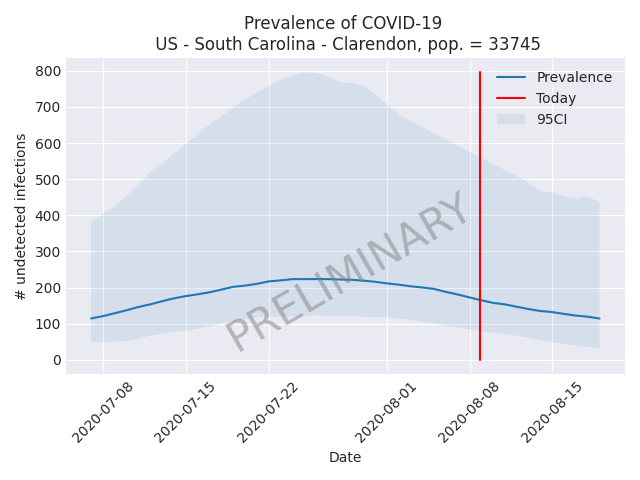 Prevalence of COVID-19
US - South Carolina - Clarendon, pop. = 33745
800
700
600
500
400
300
200
100
0
# undetected infections
Prevalence
Today
95CI
PRELIMINARY
2020-07-08
2020-07-15
2020-07-22
2020-08-01
2020-08-08
2020-08-15
Date